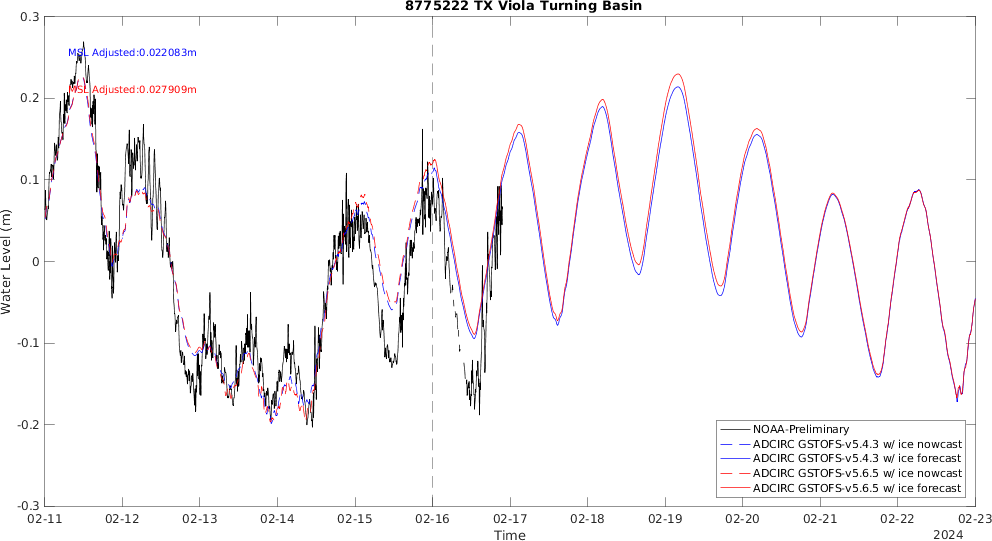 8775222 TX Viola Turning Basin
0.3
0.2
0.1
0
-0.1
-0.2
-0.3
Water Level (m)
MSL Adjusted:0.022083m
MSL Adjusted:0.027909m
NOAA-Preliminary
ADCIRC GSTOFS-v5.4.3 w/ ice nowcast
ADCIRC GSTOFS-v5.4.3 w/ ice forecast
ADCIRC GSTOFS-v5.6.5 w/ ice nowcast
ADCIRC GSTOFS-v5.6.5 w/ ice forecast
02-11 02-12 02-13 02-14 02-15 02-16 02-17 02-18 02-19 02-20 02-21 02-22 02-23
Time
2024